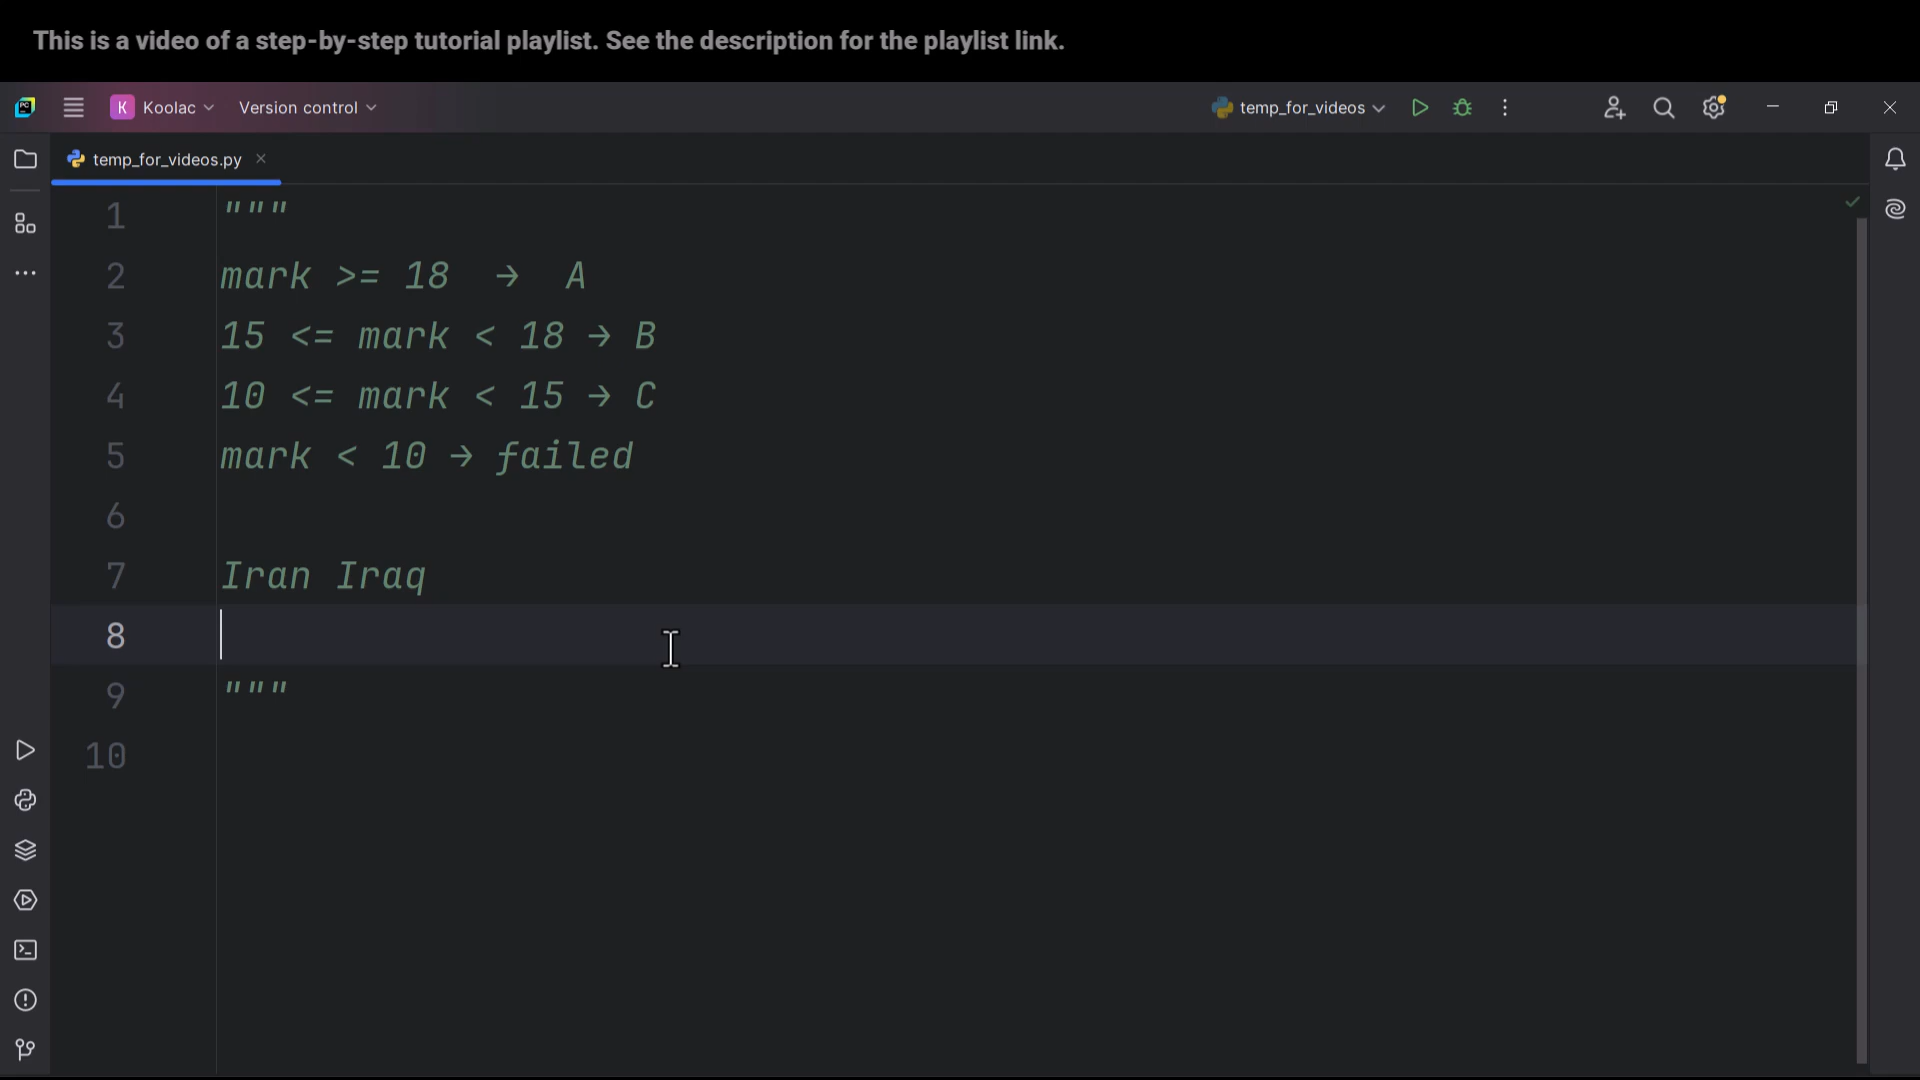 This is a video of a step-by-step tutorial playlist. See the description for the playlist link.
K Koolac Version control temp_for_videos
temp_for_videos.py
1 """
2 mark >= 18 → A
3 15 <= mark < 18 → B
4 10 <= mark < 15 → C
5 mark < 10 → failed
6
7 Iran Iraq
8
9 """
10